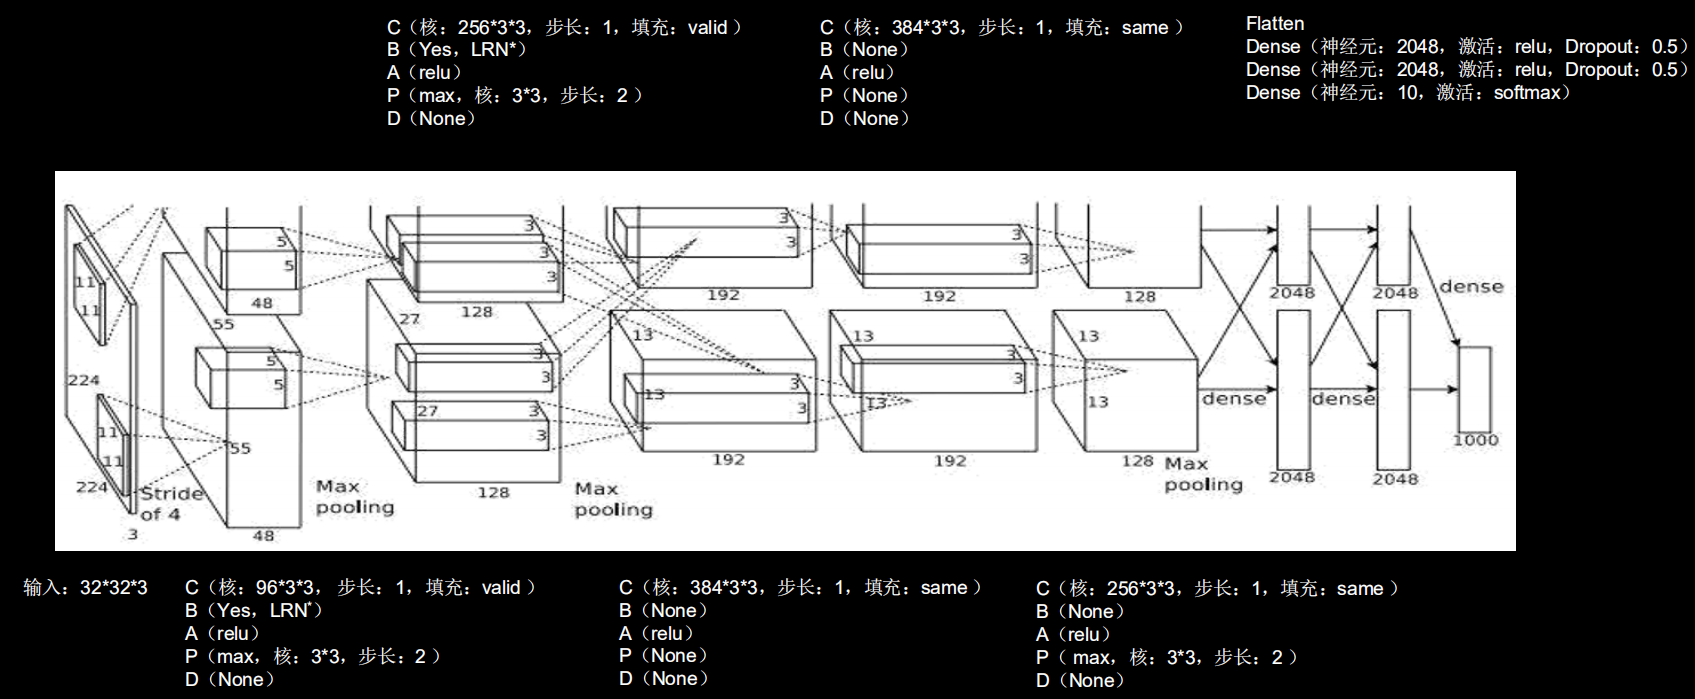 C（核：256*3*3，步长：1，填充：valid ）
B（Yes，LRN*）
A（relu）
P（max，核：3*3，步长：2 ）
D（None）
C（核：384*3*3，步长：1，填充：same ）
B（None）
A（relu）
P（None）
D（None）
Flatten
Dense（神经元：2048，激活：relu，Dropout：0.5）
Dense（神经元：2048，激活：relu，Dropout：0.5）
Dense（神经元：10，激活：softmax）
11
11
224
11
11
224
3
Stride
of 4
5
5
48
55
5
5
55
48
Max
pooling
3
3
3
128
27
3
3
27
3
3
128
Max
pooling
3
3
192
13
13
3
3
192
3
3
192
13
3
3
13
192
128
13
13
128
Max
pooling
2048
2048
dense
dense
dense
2048
2048
1000
输入：32*32*3
C（核：96*3*3， 步长：1，填充：valid ）
B（Yes，LRN*）
A（relu）
P（max，核：3*3，步长：2 ）
D（None）
C（核：384*3*3，步长：1，填充：same ）
B（None）
A（relu）
P（None）
D（None）
C（核：256*3*3，步长：1，填充：same ）
B（None）
A（relu）
P（ max，核：3*3，步长：2 ）
D（None）